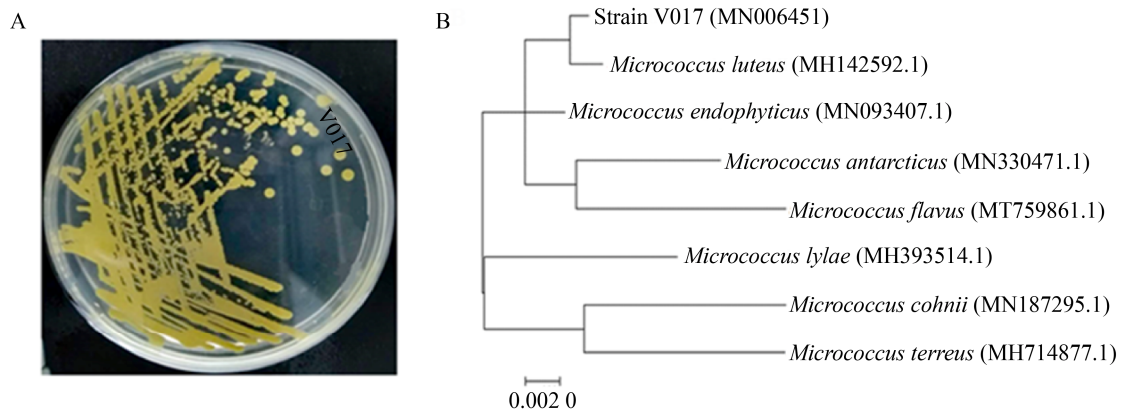 A
V017
B
Strain V017 (MN006451)
Micrococcus luteus (MH142592.1)
Micrococcus endophyticus (MN093407.1)
Micrococcus antarcticus (MN330471.1)
Micrococcus flavus (MT759861.1)
Micrococcus lylae (MH393514.1)
Micrococcus cohnii (MN187295.1)
Micrococcus terreus (MH714877.1)
0.002 0